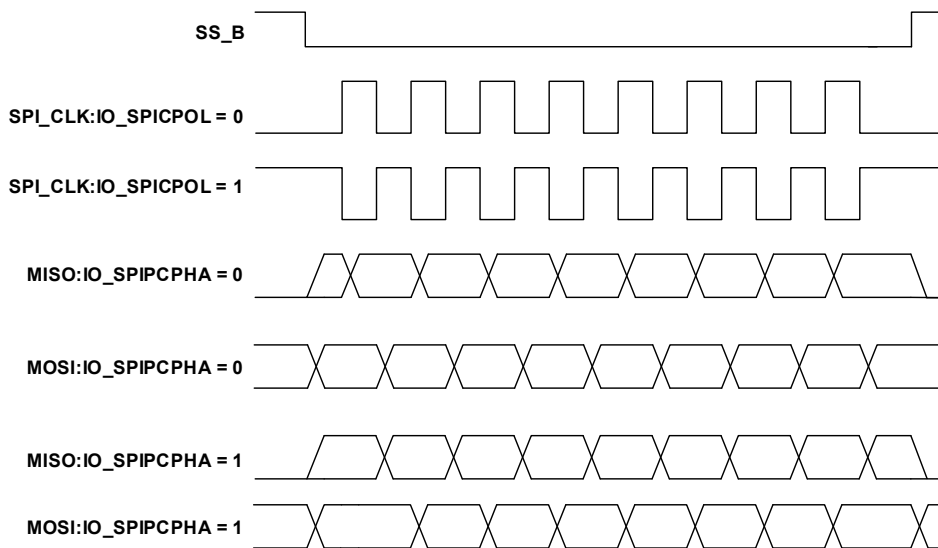 SS_B
SPI_CLK:IO_SPICPOL = 0
SPI_CLK:IO_SPICPOL = 1
MISO:IO_SPIPCPHA = 0
MOSI:IO_SPIPCPHA = 0
MISO:IO_SPIPCPHA = 1
MOSI:IO_SPIPCPHA = 1